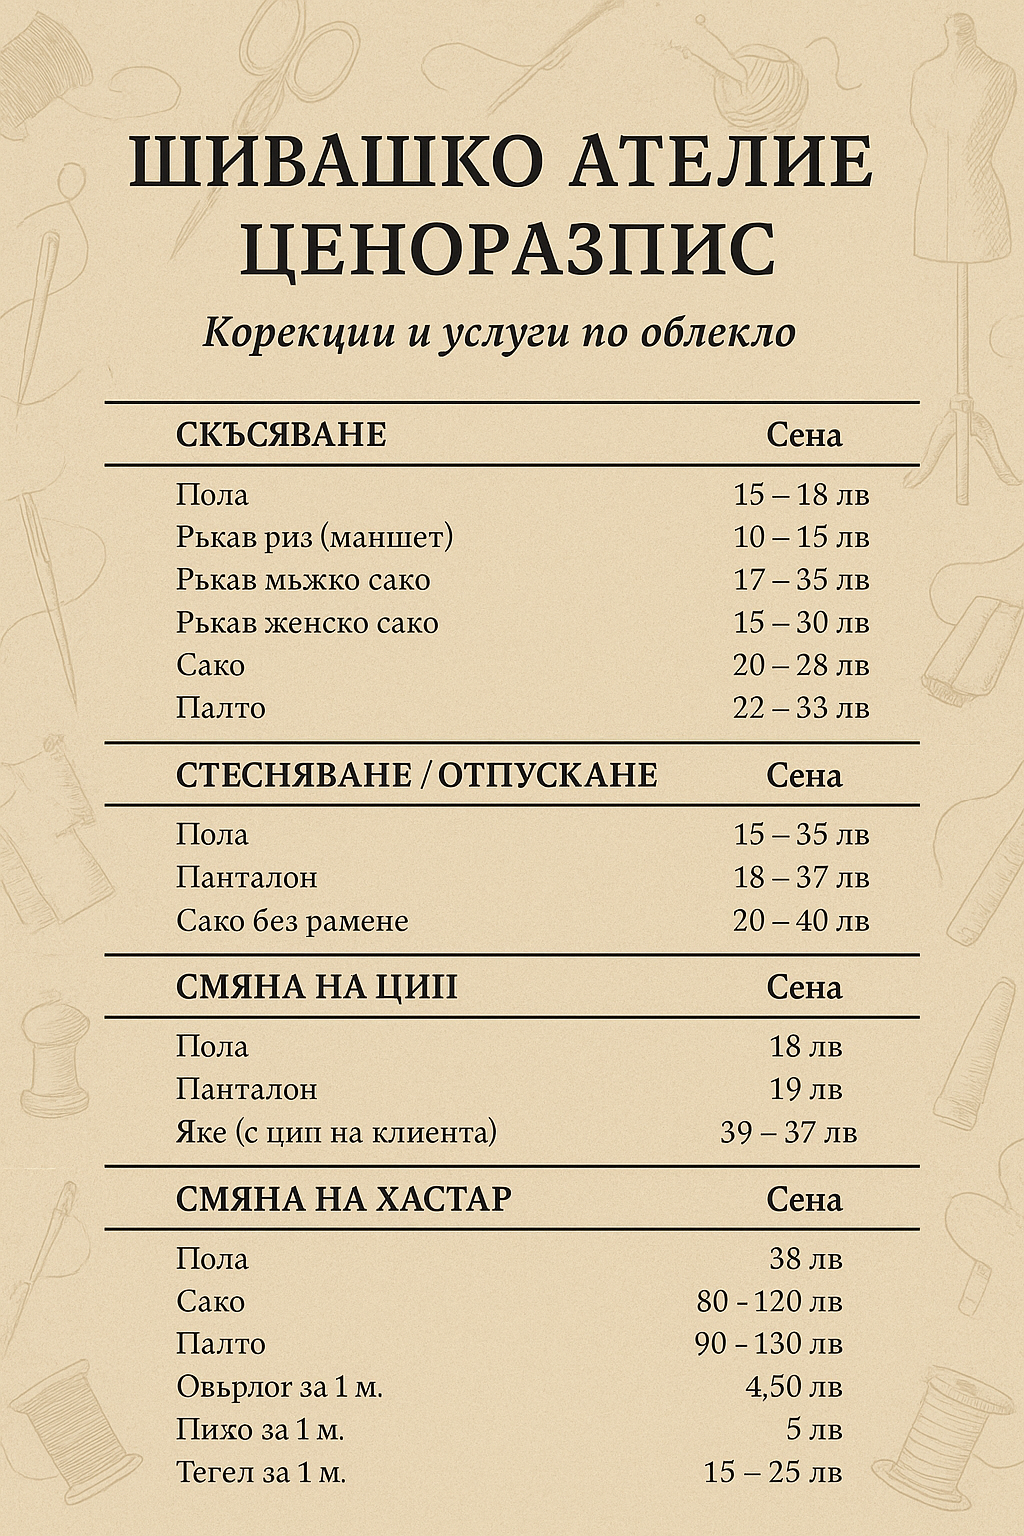 ШИВАШКО АТЕЛИЕ
ЦЕНОРАЗПИС
Корекции и услуги по облекло
СКЪСЯВАНЕ Сена
Пола 15 – 18 лв
Рькав риз (маншет) 10 – 15 лв
Рькав мьжко сако 17 – 35 лв
Рькав женско сако 15 – 30 лв
Сако 20 – 28 лв
Палто 22 – 33 лв
СТЕСНЯВАНЕ / ОТПУСКАНЕ Сена
Пола 15 – 35 лв
Панталон 18 – 37 лв
Сако без рамене 20 – 40 лв
СМЯНА НА ЦИП Сена
Пола 18 лв
Панталон 19 лв
Яке (с цип на клиента) 39 – 37 лв
СМЯНА НА ХАСТАР Сена
Пола 38 лв
Сако 80 - 120 лв
Палто 90 – 130 лв
Овьрлог за 1 м. 4,50 лв
Пихо за 1 м. 5 лв
Тегел за 1 м. 15 – 25 лв